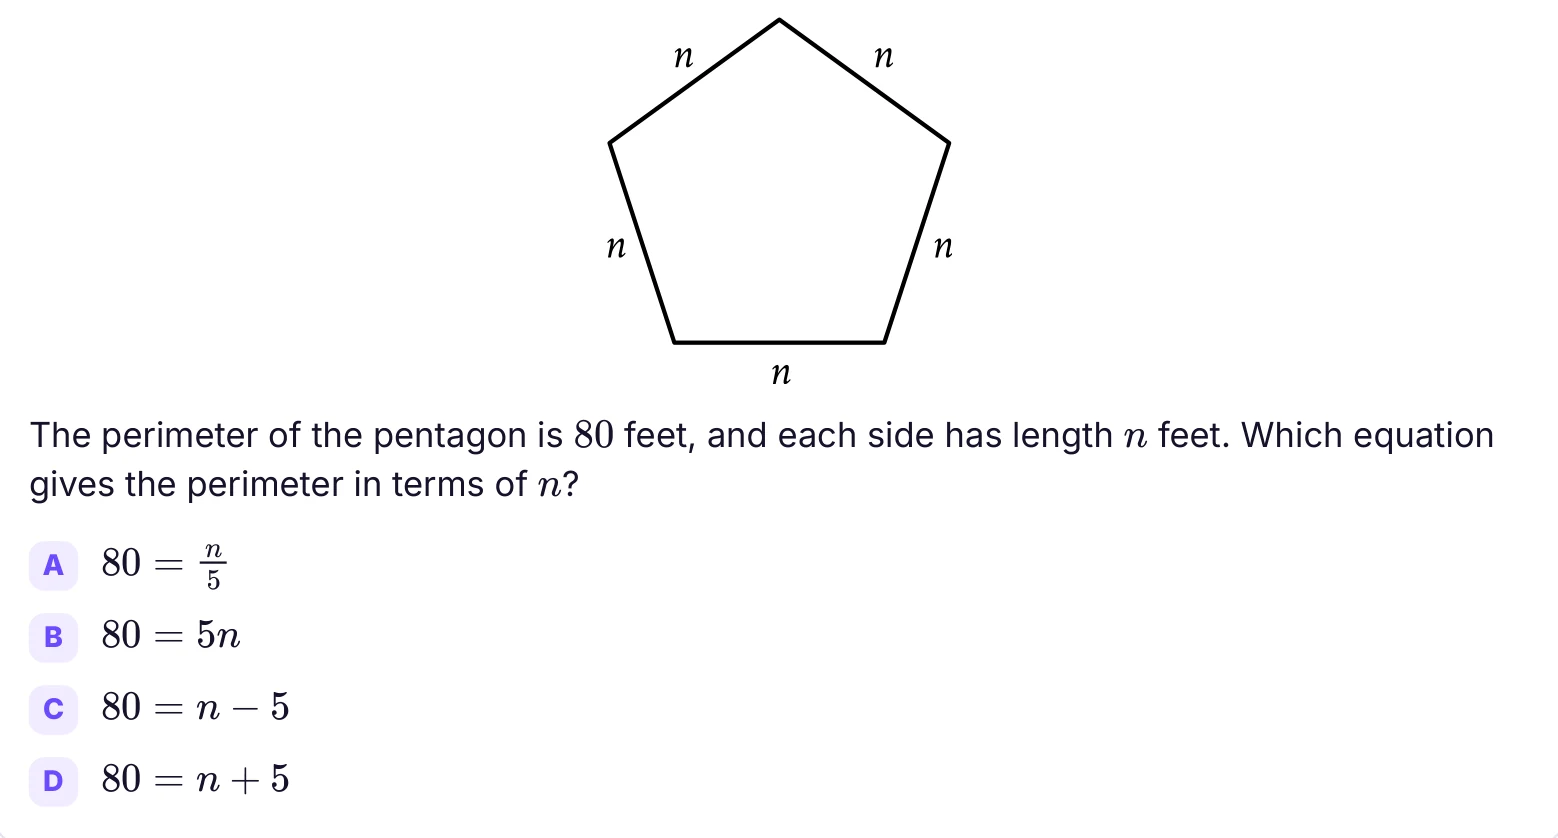 n
n
n
n
n
The perimeter of the pentagon is 80 feet, and each side has length n feet. Which equation
gives the perimeter in terms of n?
A 80 = n/5
B 80 = 5n
C 80 = n − 5
D 80 = n + 5